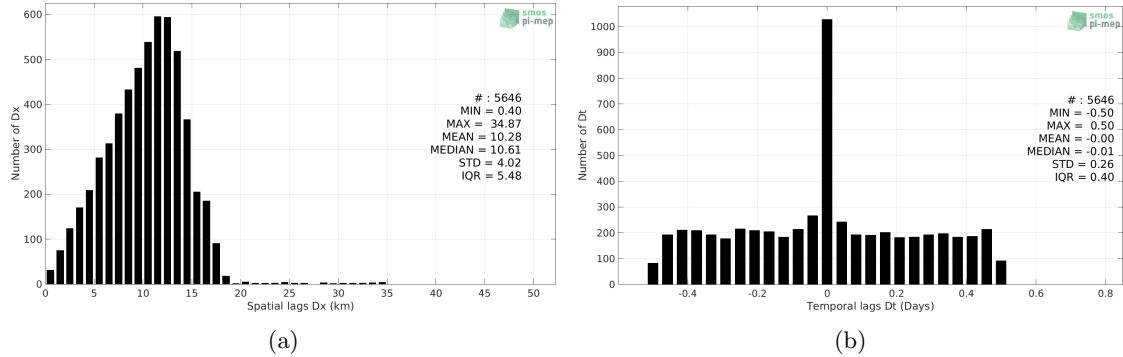 600
500
400
300
200
100
0
Number of Dx
smos
pi-mep
# : 5646
MIN = 0.40
MAX = 34.87
MEAN = 10.28
MEDIAN = 10.61
STD = 4.02
IQR = 5.48
0 5 10 15 20 25 30 35 40 45 50
Spatial lags Dx (km)
(a)
1000
900
800
700
600
500
400
300
200
100
0
Number of Dt
smos
pi-mep
# : 5646
MIN = -0.50
MAX = 0.50
MEAN = -0.00
MEDIAN = -0.01
STD = 0.26
IQR = 0.40
-0.4 -0.2 0 0.2 0.4 0.6 0.8
Temporal lags Dt (Days)
(b)